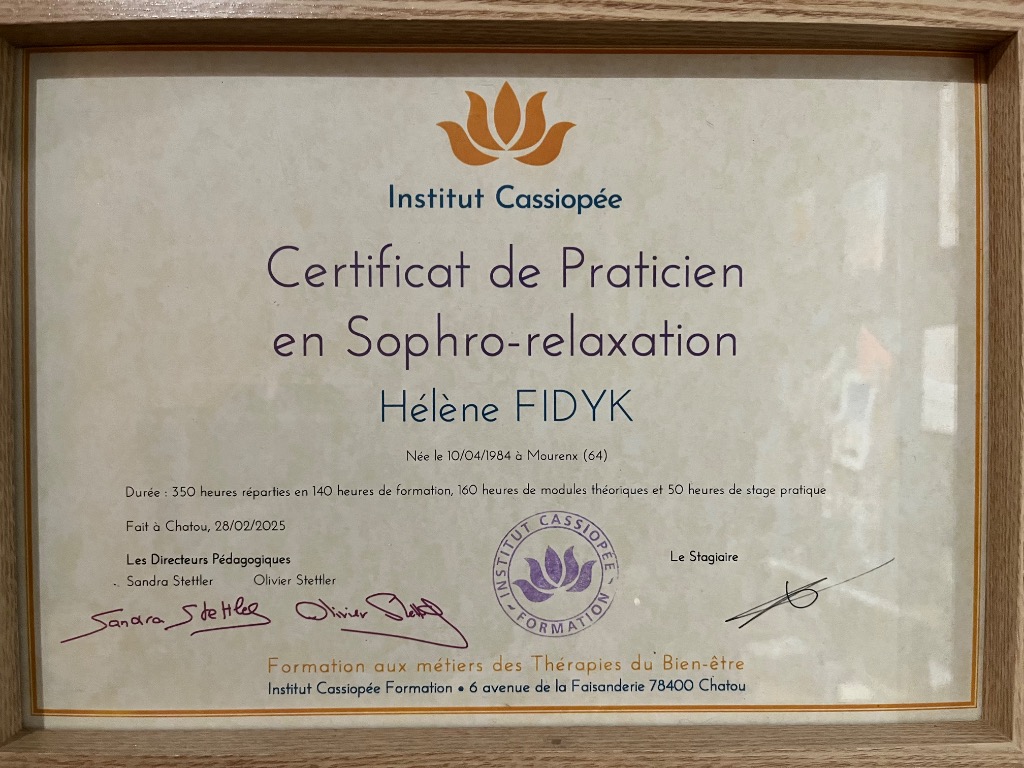 Institut Cassiopée
Certificat de Praticien
en Sophro-relaxation
Hélène FIDYK
Née le 10/04/1984 à Mourenx (64)
Durée : 350 heures réparties en 140 heures de formation, 160 heures de modules théoriques et 50 heures de stage pratique
Fait à Chatou, 28/02/2025
Les Directeurs Pédagogiques
Sandra Stettler Olivier Stettler
Le Stagiaire
Sandra Stettler Olivier Stettler
INSTITUT CASSIOPÉE
~ FORMATION ~
Formation aux métiers des Thérapies du Bien-être
Institut Cassiopée Formation • 6 avenue de la Faisanderie 78400 Chatou